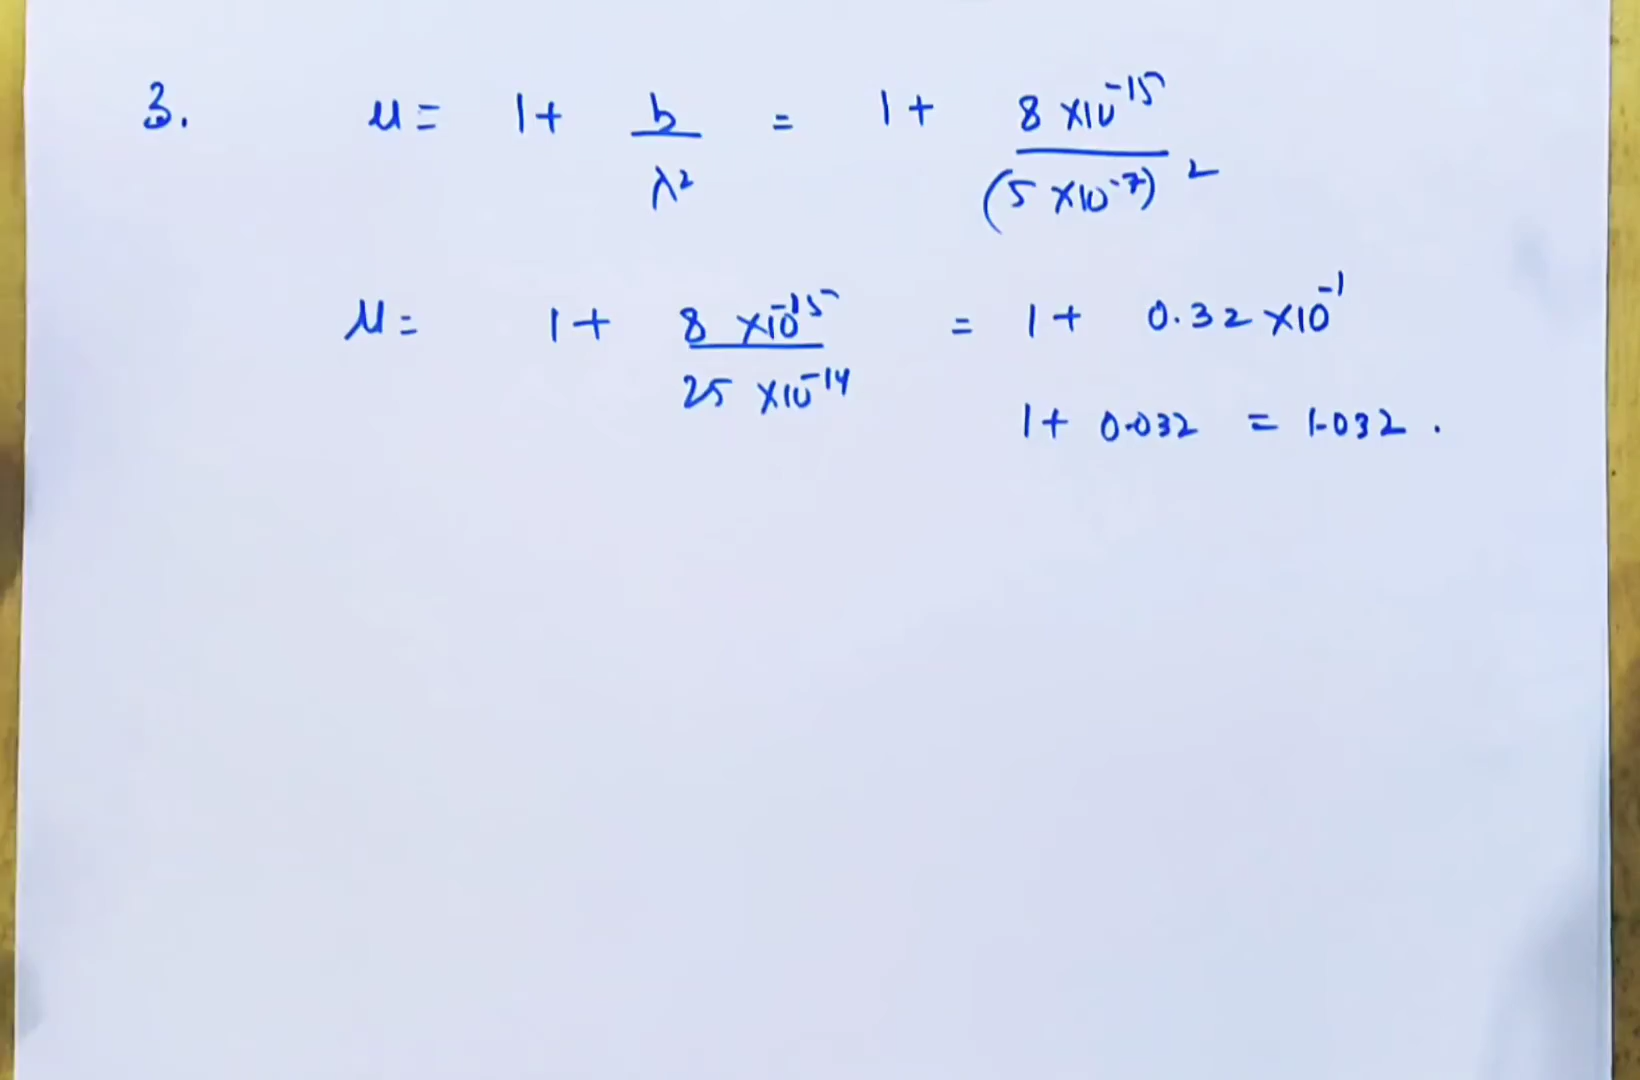 3. μ = 1 + b/λ² = 1 + 8 ×10⁻¹⁵/(5 ×10⁻⁷)²
μ = 1 + 8 ×10⁻¹⁵/25 ×10⁻¹⁴ = 1 + 0.32 ×10⁻¹
1 + 0.032 = 1.032 .